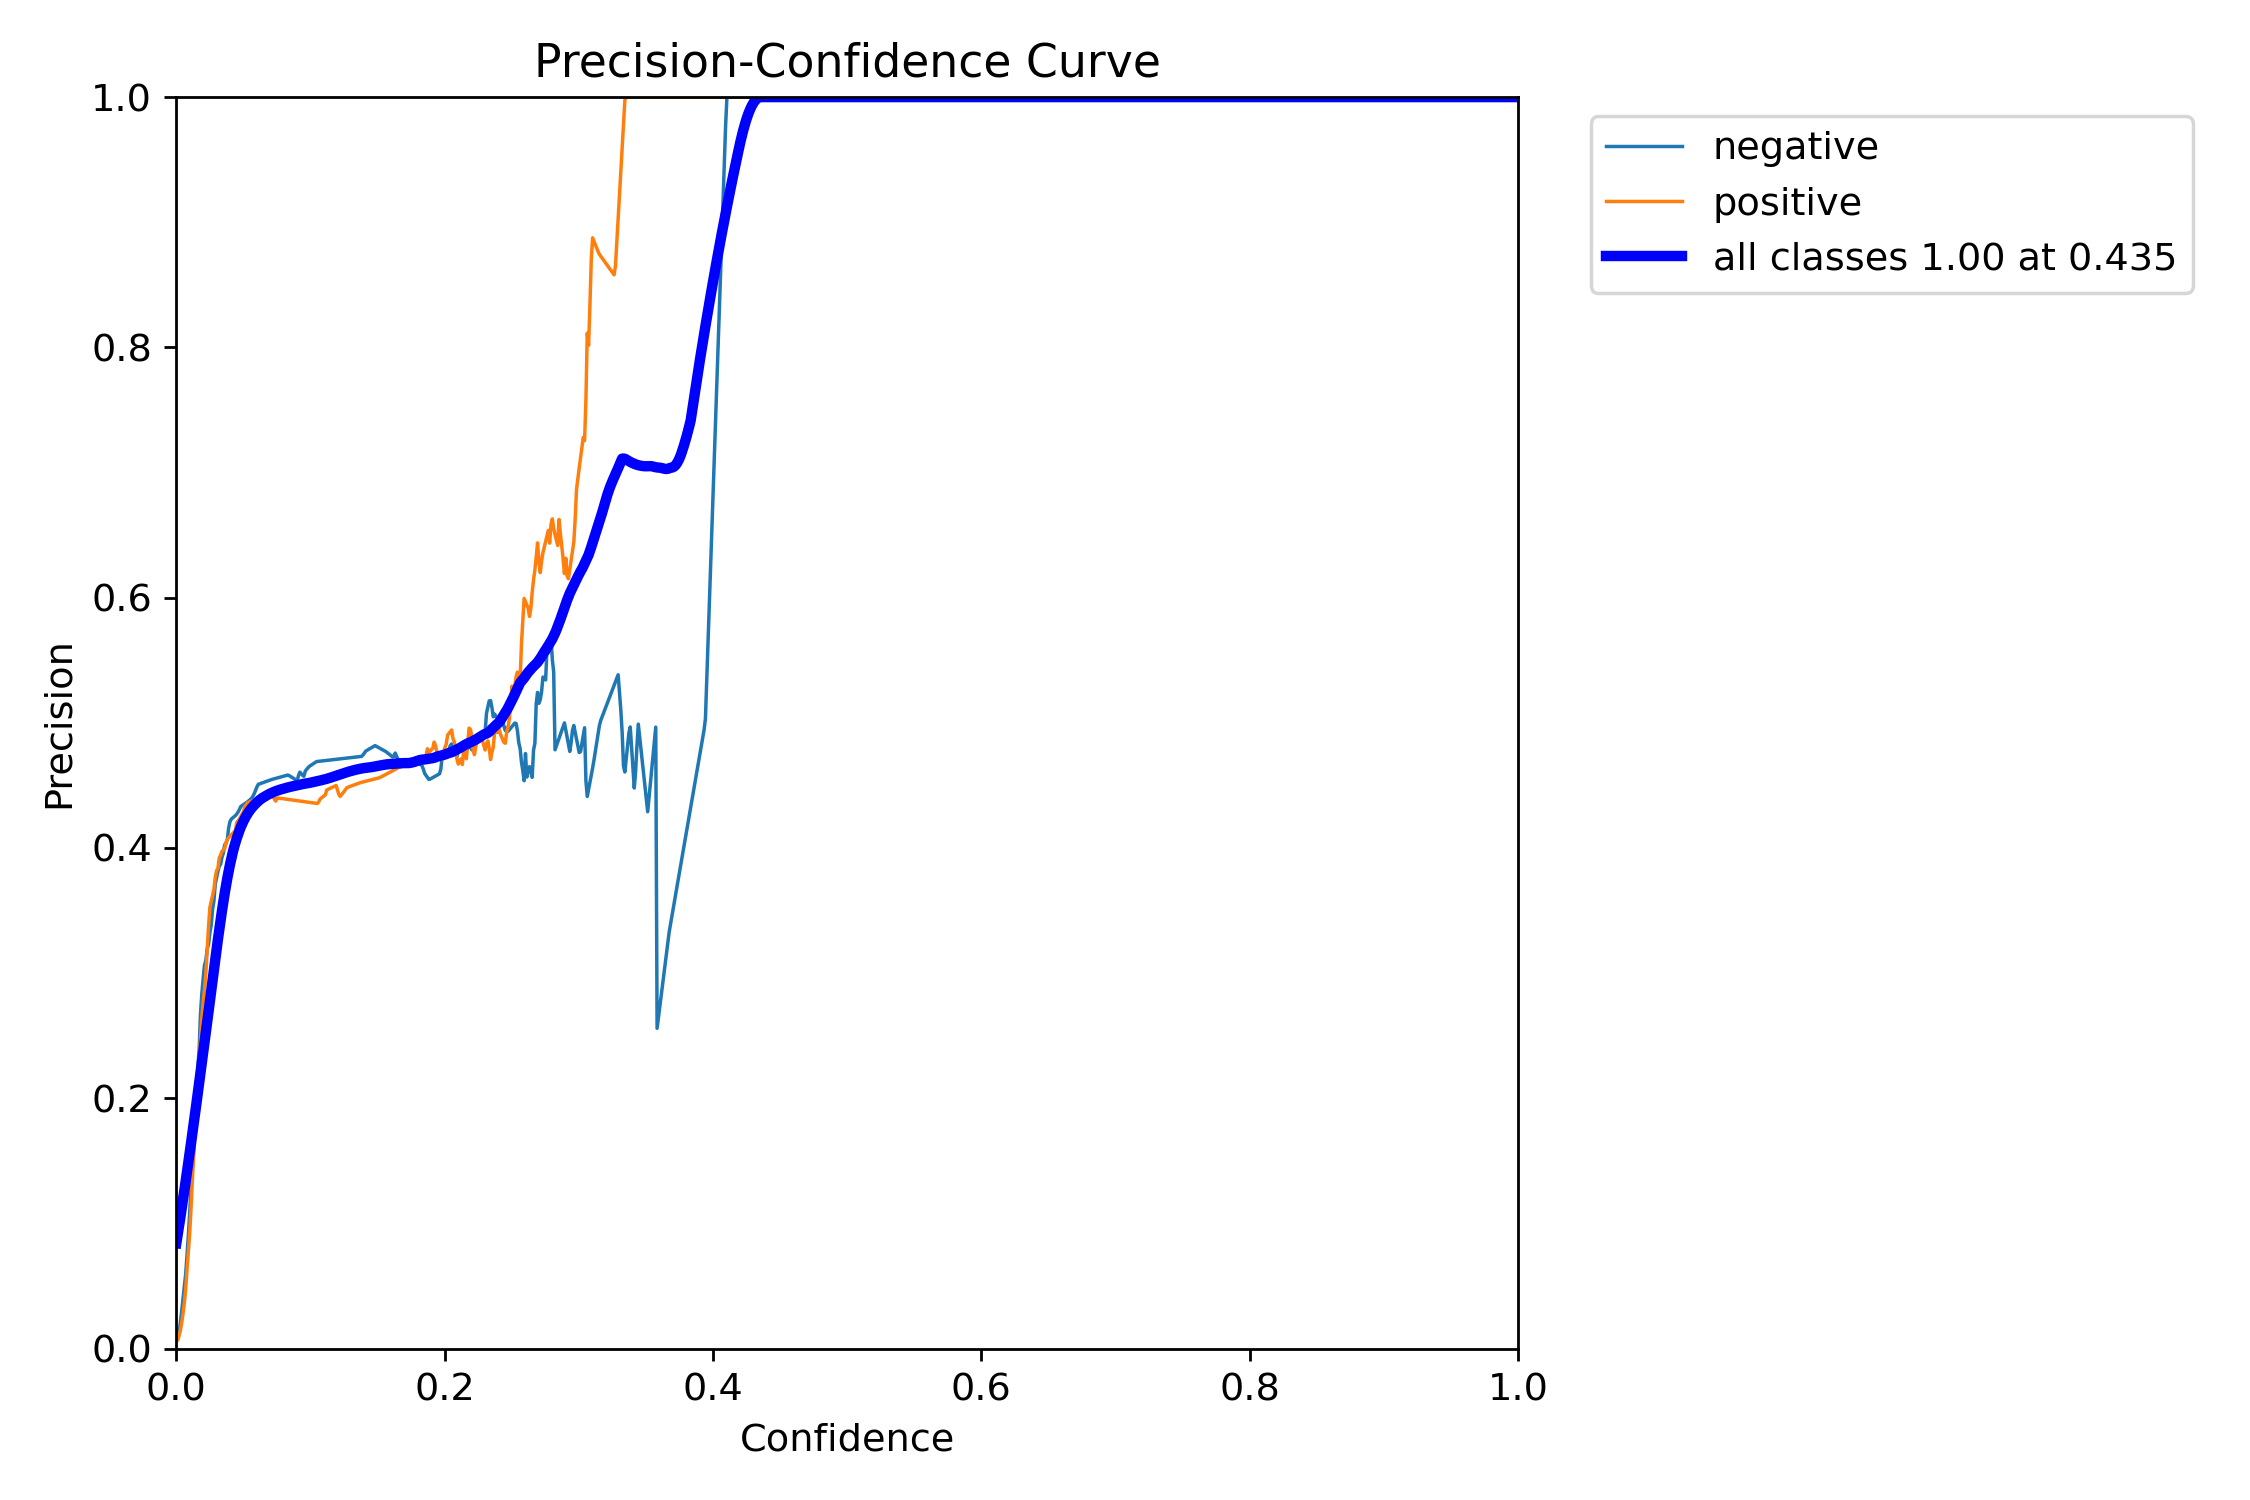 Precision-Confidence Curve
1.0
0.8
0.6
0.4
0.2
0.0
Precision
0.0 0.2 0.4 0.6 0.8 1.0
Confidence
negative
positive
all classes 1.00 at 0.435